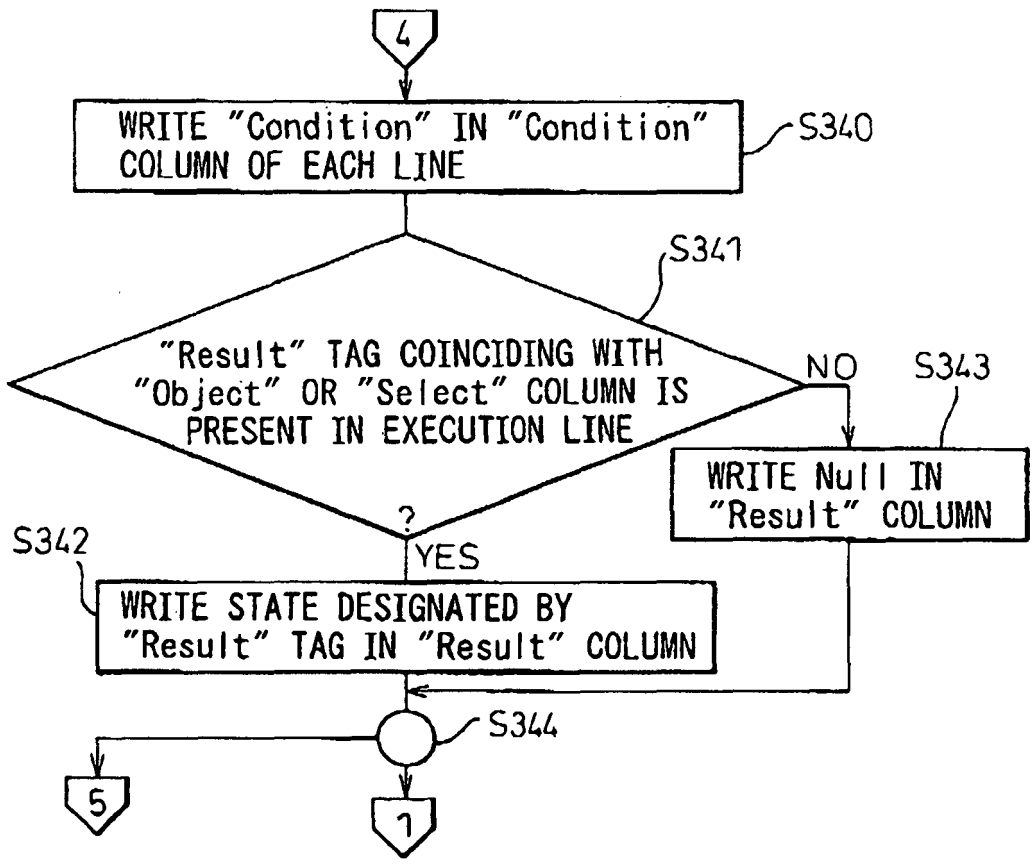 4
WRITE "Condition" IN "Condition"
COLUMN OF EACH LINE
S340
S341
"Result" TAG COINCIDING WITH
"Object" OR "Select" COLUMN IS
PRESENT IN EXECUTION LINE
?
NO
S343
WRITE Null IN
"Result" COLUMN
YES
S342
WRITE STATE DESIGNATED BY
"Result" TAG IN "Result" COLUMN
S344
5
1